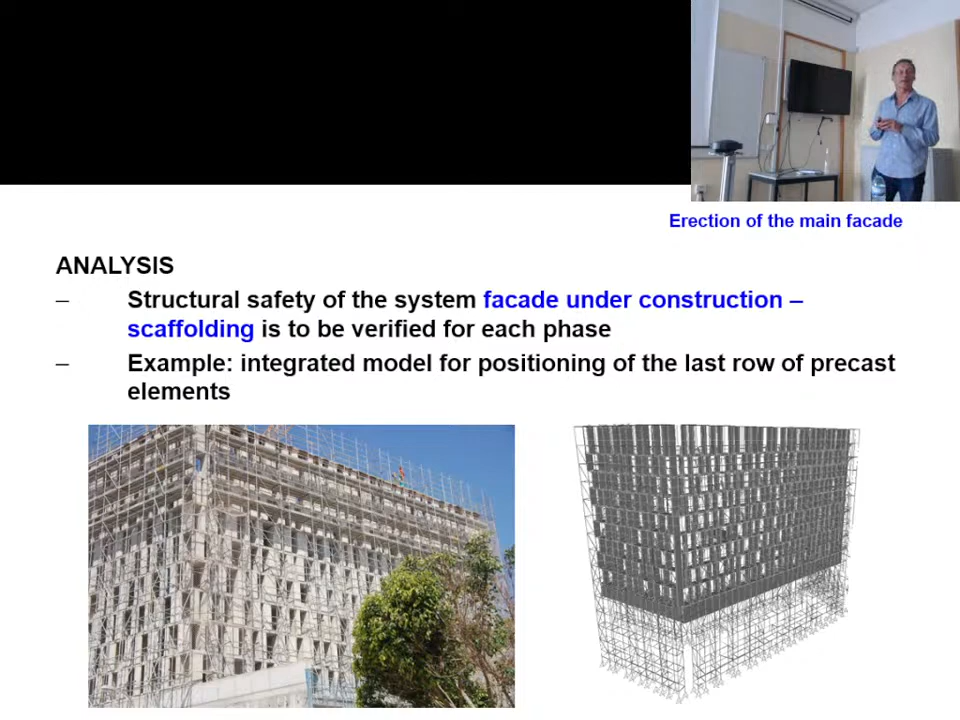 Erection of the main facade
ANALYSIS
– Structural safety of the system facade under construction –
scaffolding is to be verified for each phase
– Example: integrated model for positioning of the last row of precast
elements